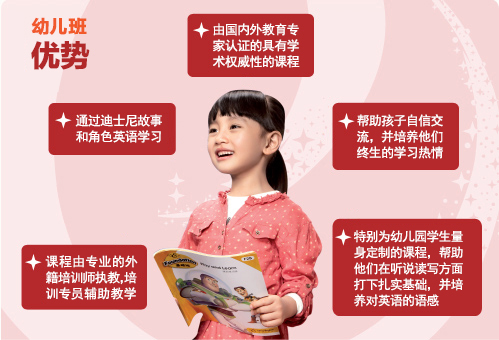 幼儿班
优势
由国内外教育专
家认证的具有学
术权威性的课程
通过迪士尼故事
和角色英语学习
帮助孩子自信交
流，并培养他们
终生的学习热情
课程由专业的外
籍培训师执教,培
训专员辅助教学
特别为幼儿园学生量
身定制的课程，帮助
他们在听说读写方面
打下扎实基础，并培
养对英语的语感
Foundation
Play and Learn